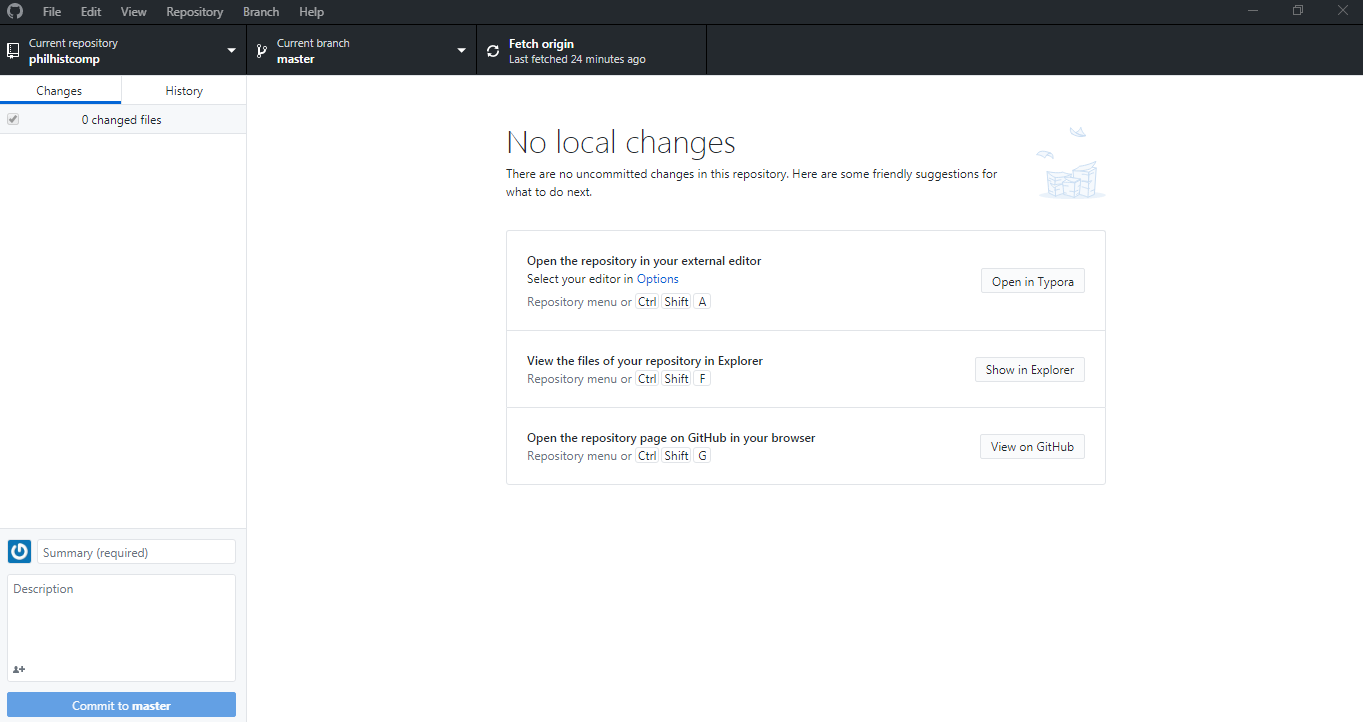 File Edit View Repository Branch Help
Current repository
philhistcomp
Current branch
master
Fetch origin
Last fetched 24 minutes ago
Changes
History
0 changed files
No local changes
There are no uncommitted changes in this repository. Here are some friendly suggestions for
what to do next.
Open the repository in your external editor
Select your editor in Options
Repository menu or Ctrl Shift A
Open in Typora
View the files of your repository in Explorer
Repository menu or Ctrl Shift F
Show in Explorer
Open the repository page on GitHub in your browser
Repository menu or Ctrl Shift G
View on GitHub
Summary (required)
Description
Commit to master